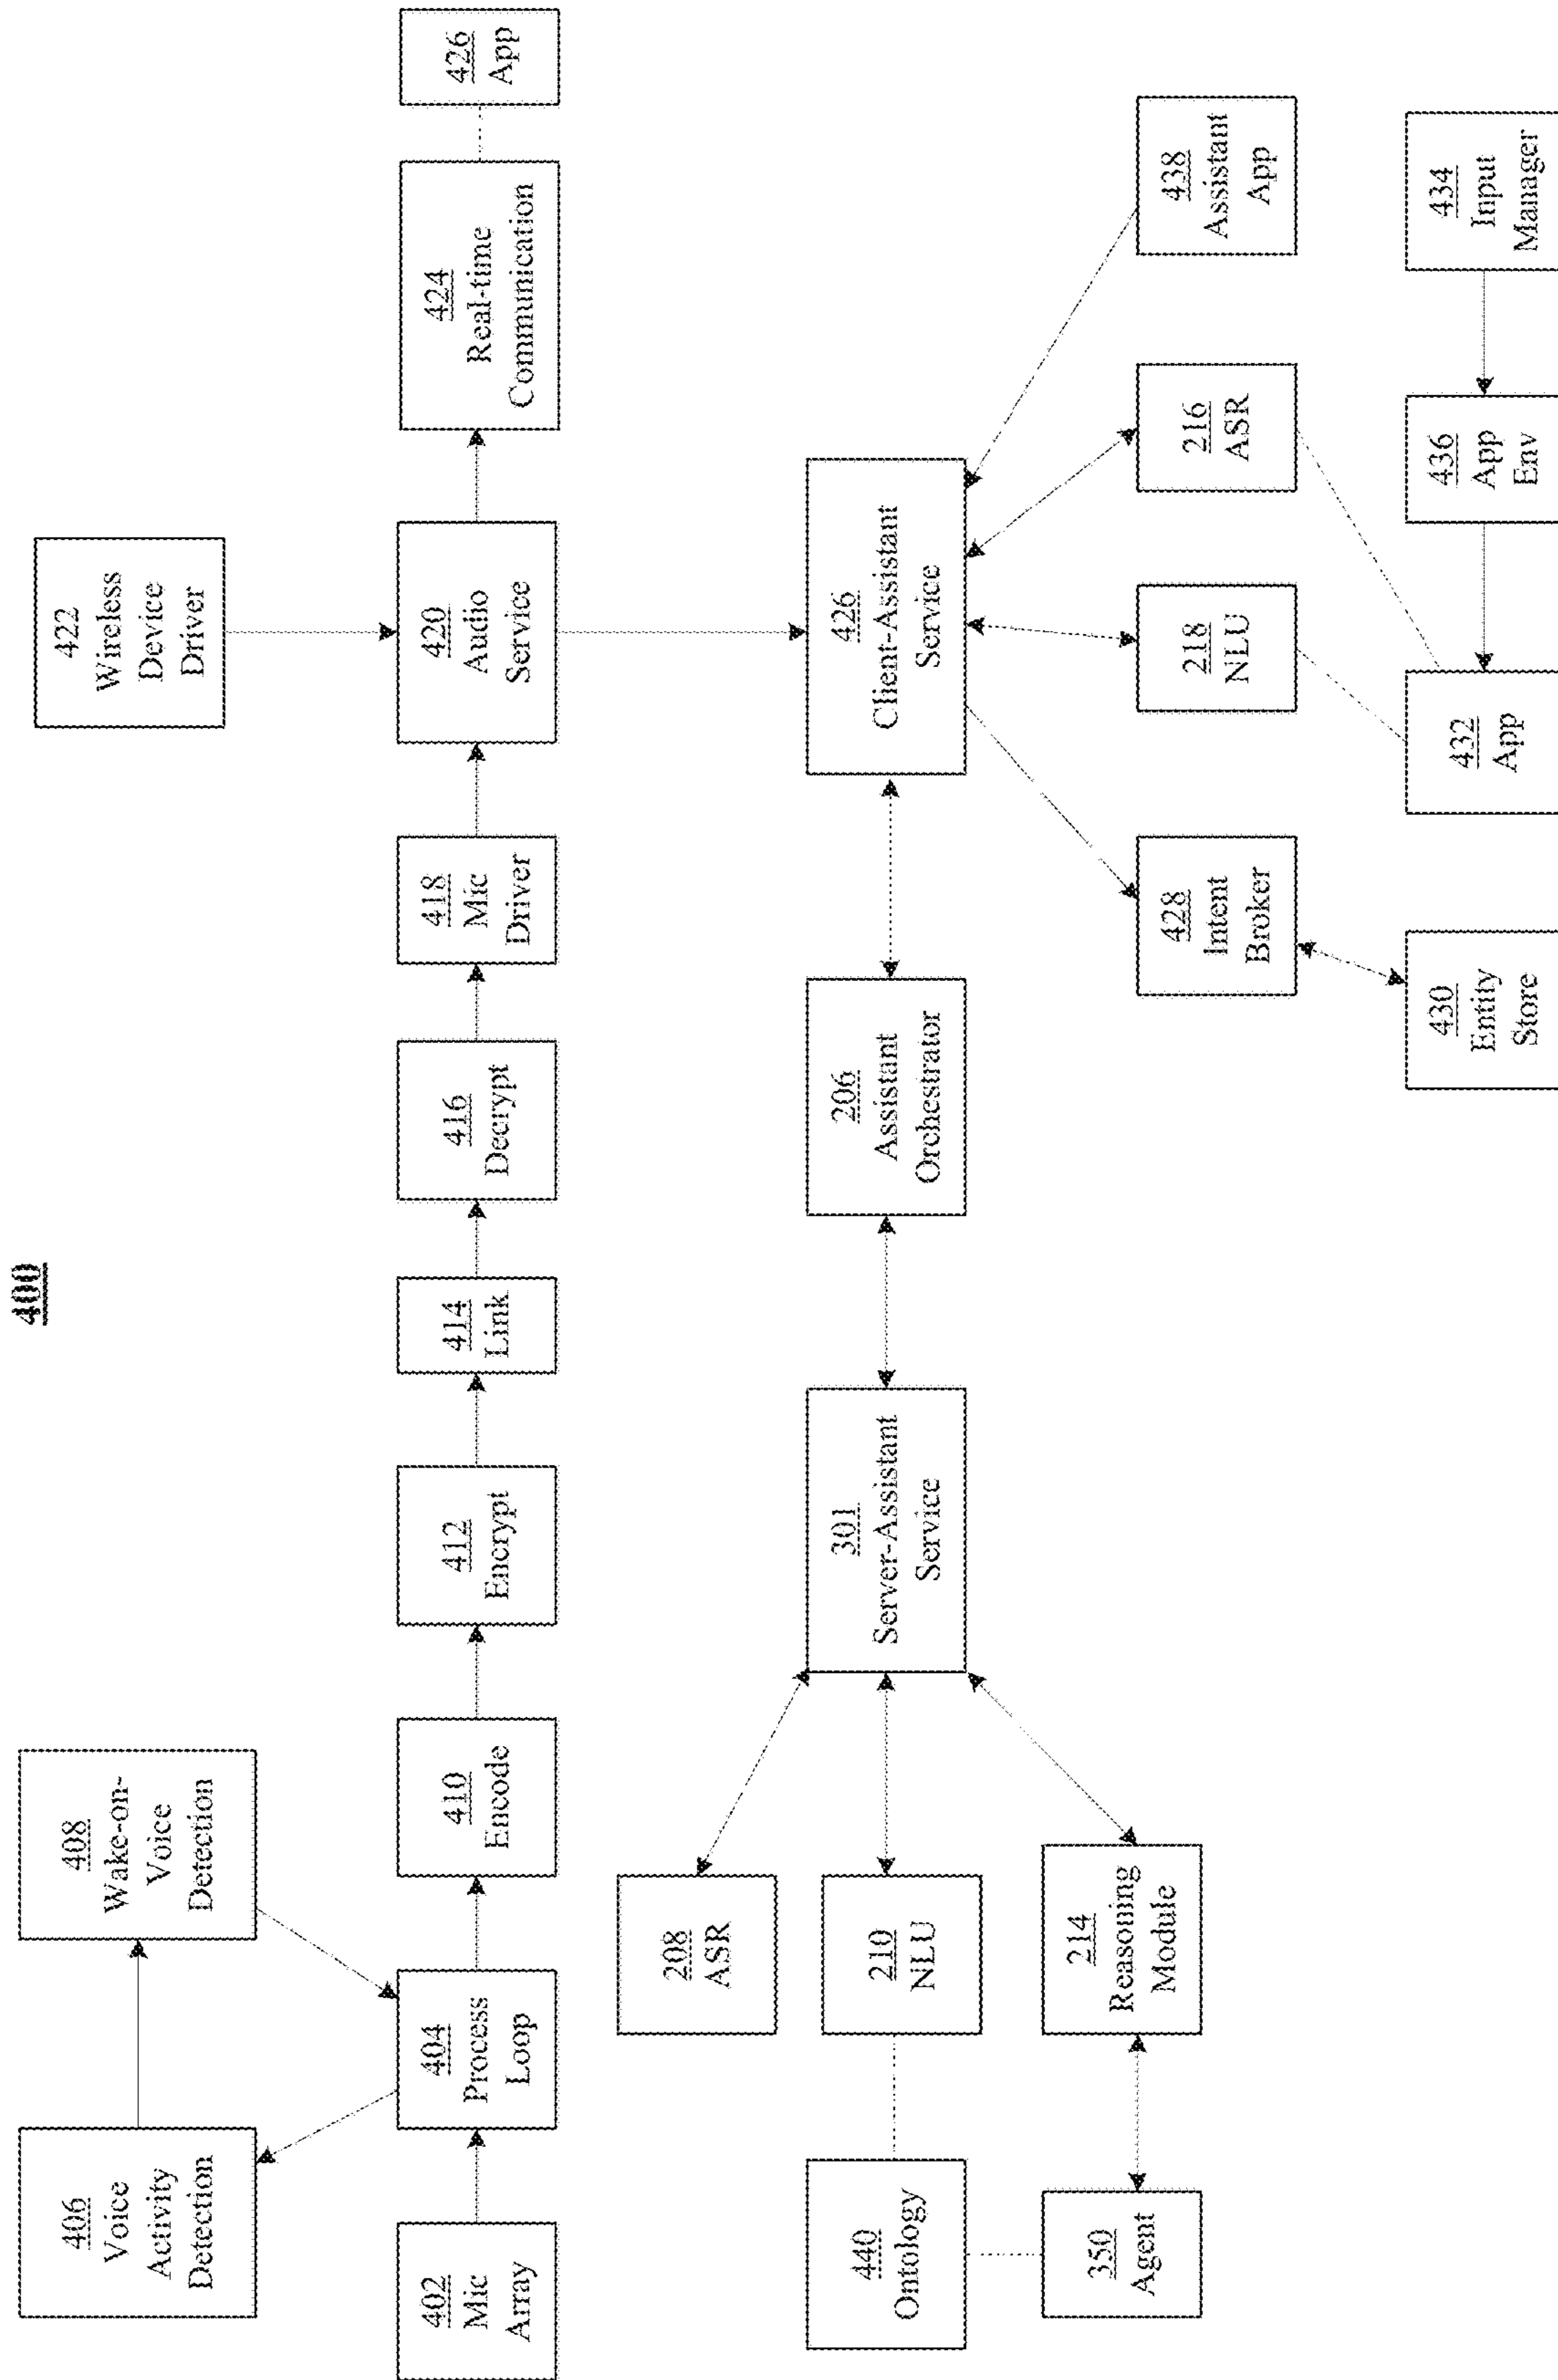 400
406
Voice
Activity
Detection
408
Wake-on-
Voice
Detection
422
Wireless
Device
Driver
402
Mic
Array
404
Process
Loop
410
Encode
412
Encrypt
414
Link
416
Decrypt
418
Mic
Driver
420
Audio
Service
424
Real-time
Communication
426
App
208
ASR
440
Ontology
210
NLU
301
Server-Assistant
Service
206
Assistant
Orchestrator
426
Client-Assistant
Service
350
Agent
214
Reasoning
Module
428
Intent
Broker
218
NLU
216
ASR
438
Assistant
App
430
Entity
Store
432
App
436
App
Env
434
Input
Manager